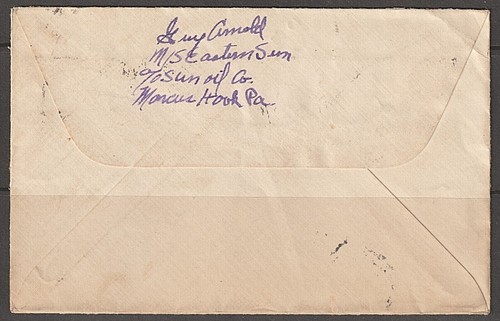 Guy Arnold
M/S Eastern Sun
c/o Sun oil Co.
Marcus Hook Pa